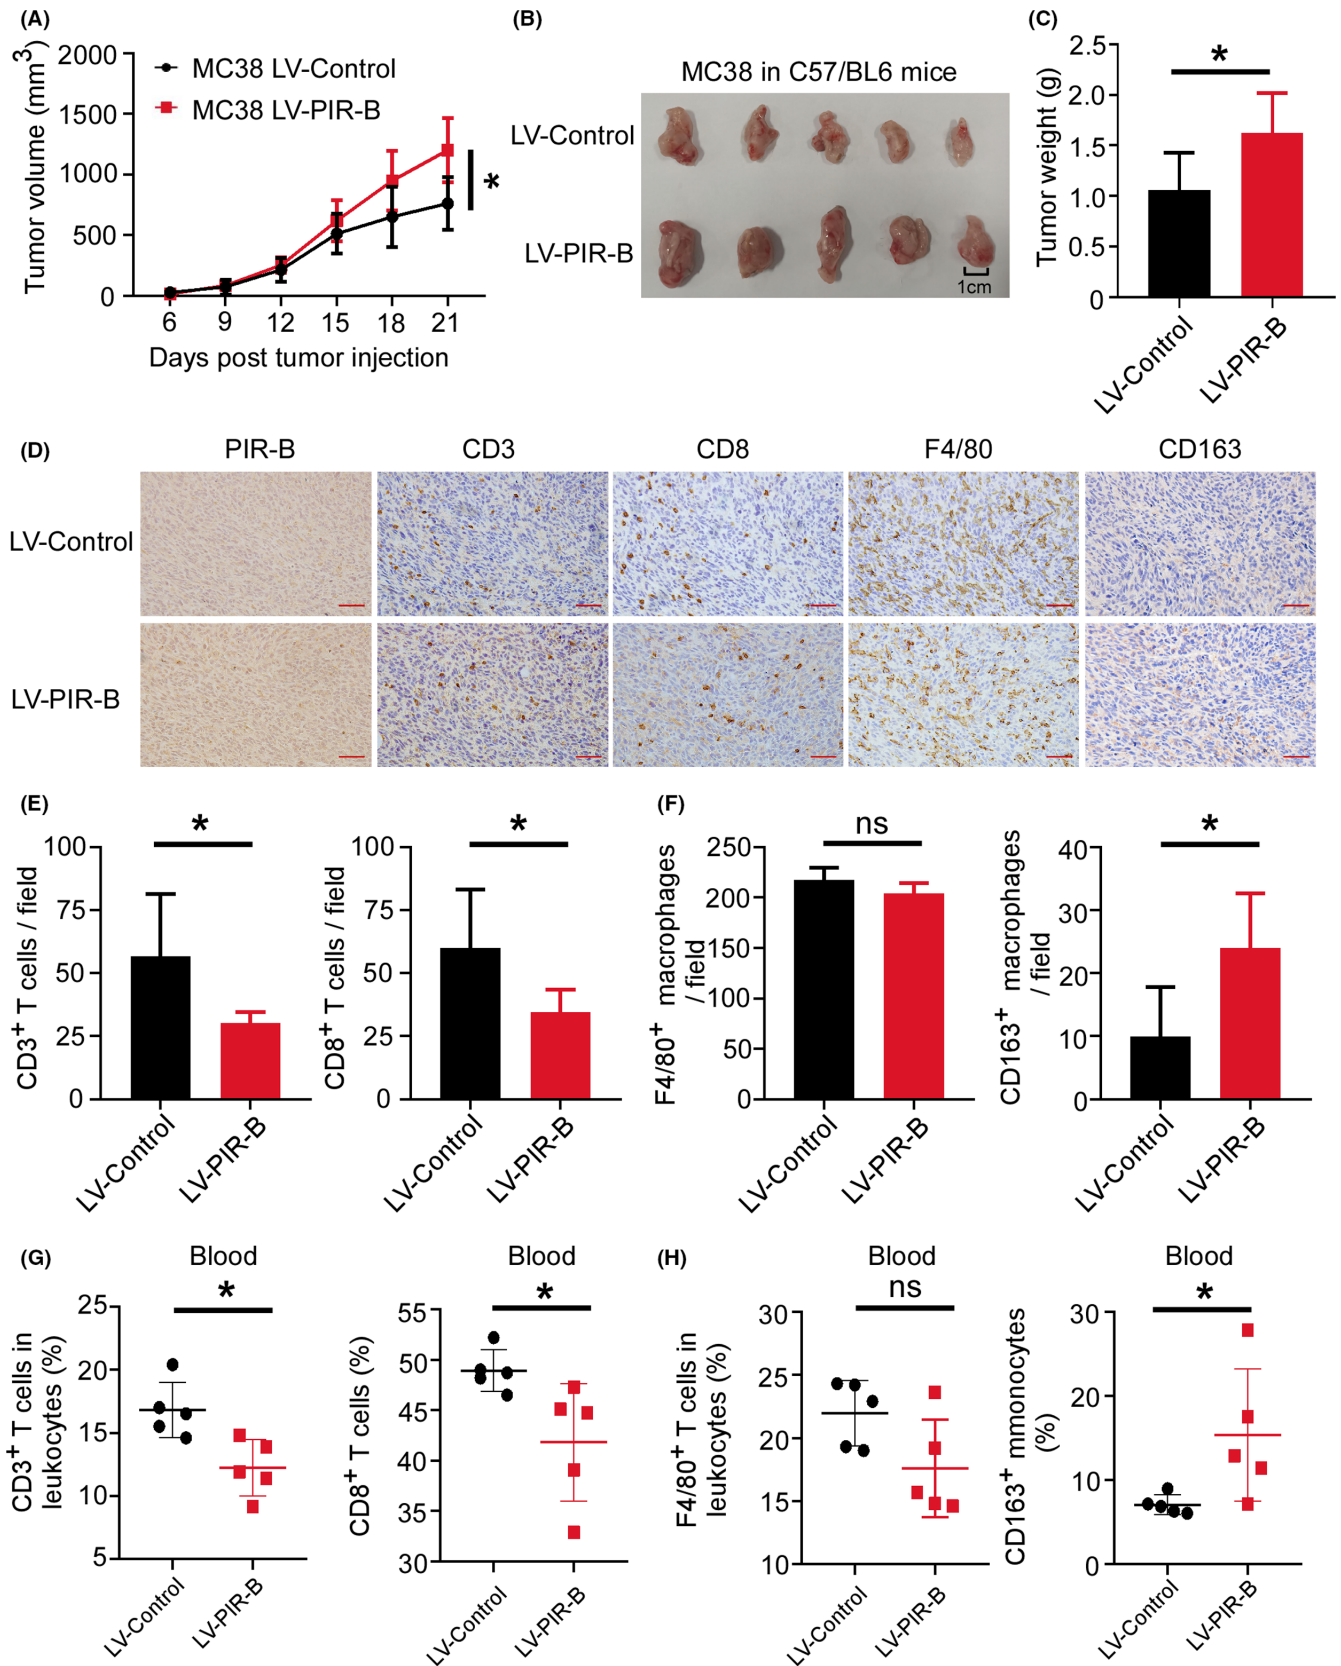 (A)
2000
1500
1000
500
0
Tumor volume (mm3)
MC38 LV-Control
MC38 LV-PIR-B
*
6 9 12 15 18 21
Days post tumor injection
(B)
MC38 in C57/BL6 mice
LV-Control
LV-PIR-B
1cm
(C)
2.5
2.0
1.5
1.0
0.5
0
Tumor weight (g)
*
LV-Control
LV-PIR-B
(D)
PIR-B CD3 CD8 F4/80 CD163
LV-Control
LV-PIR-B
(E)
100
75
50
25
0
CD3+ T cells / field
*
LV-Control
LV-PIR-B
100
75
50
25
0
CD8+ T cells / field
*
LV-Control
LV-PIR-B
(F)
250
200
150
100
50
0
F4/80+ macrophages
/ field
ns
LV-Control
LV-PIR-B
40
30
20
10
0
CD163+ macrophages
/ field
*
LV-Control
LV-PIR-B
(G)
Blood
25
20
15
10
5
CD3+ T cells in
leukocytes (%)
*
LV-Control
LV-PIR-B
Blood
55
50
45
40
35
30
CD8+ T cells (%)
*
LV-Control
LV-PIR-B
(H)
Blood
30
25
20
15
10
F4/80+ T cells in
leukocytes (%)
ns
LV-Control
LV-PIR-B
Blood
30
20
10
0
CD163+ mmonocytes
(%)
*
LV-Control
LV-PIR-B